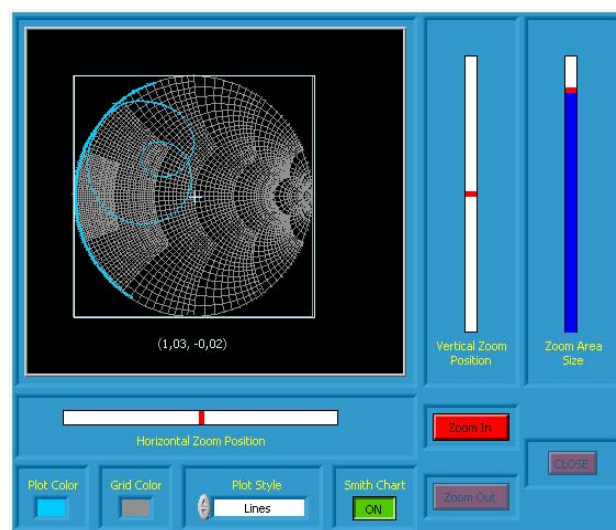 (1,03, -0,02)
Vertical Zoom
Position
Zoom Area
Size
Horizontal Zoom Position
Zoom In
CLOSE
Plot Color
Grid Color
Plot Style
Lines
Smith Chart
ON
Zoom Out